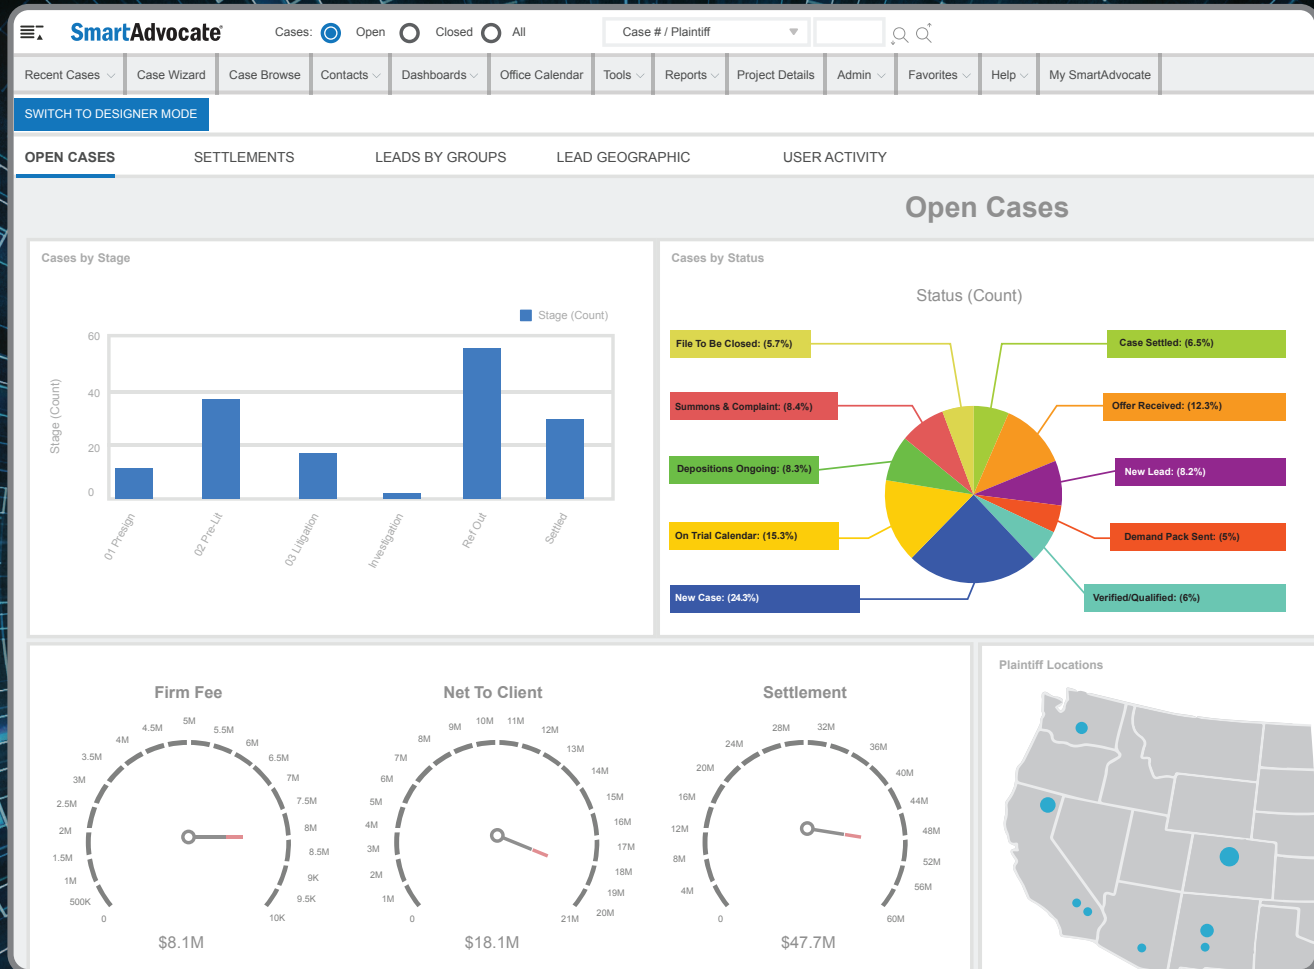 SmartAdvocate®
Cases: Open Closed All
Case # / Plaintiff
Recent Cases Case Wizard Case Browse Contacts Dashboards Office Calendar Tools Reports Project Details Admin Favorites Help My SmartAdvocate
SWITCH TO DESIGNER MODE
OPEN CASES SETTLEMENTS LEADS BY GROUPS LEAD GEOGRAPHIC USER ACTIVITY
Open Cases
Cases by Stage
Stage (Count)
Stage (Count)
60
40
20
0
01 Presign
02 Pre-Lit
03 Litigation
Investigation
Ref Out
Settled
Cases by Status
Status (Count)
File To Be Closed: (5.7%)
Summons & Complaint: (8.4%)
Depositions Ongoing: (8.3%)
On Trial Calendar: (15.3%)
New Case: (24.3%)
Case Settled: (6.5%)
Offer Received: (12.3%)
New Lead: (8.2%)
Demand Pack Sent: (5%)
Verified/Qualified: (6%)
Firm Fee
0
500K
1M
1.5M
2M
2.5M
3M
3.5M
4M
4.5M
5M
5.5M
6M
6.5M
7M
7.5M
8M
8.5M
9K
9.5K
10K
$8.1M
Net To Client
0
1M
2M
3M
4M
5M
6M
7M
8M
9M
10M
11M
12M
13M
14M
15M
16M
17M
18M
19M
20M
21M
$18.1M
Settlement
0
4M
8M
12M
16M
20M
24M
28M
32M
36M
40M
44M
48M
52M
56M
60M
$47.7M
Plaintiff Locations